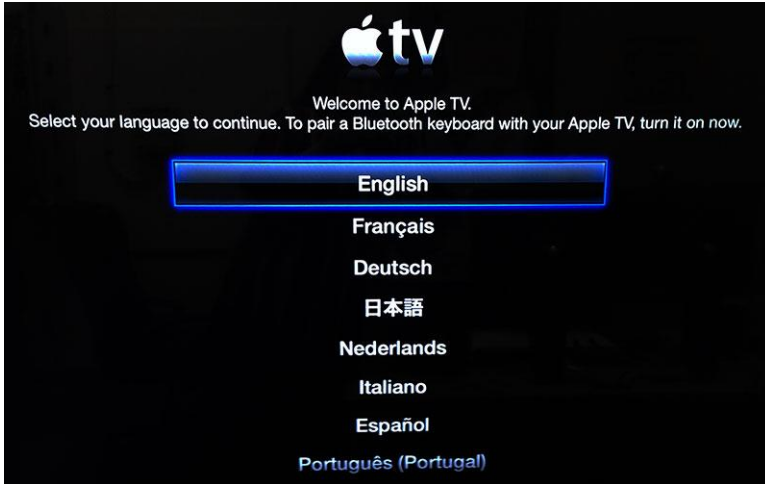 tv
Welcome to Apple TV.
Select your language to continue. To pair a Bluetooth keyboard with your Apple TV, turn it on now.
English
Français
Deutsch
日本語
Nederlands
Italiano
Español
Português (Portugal)